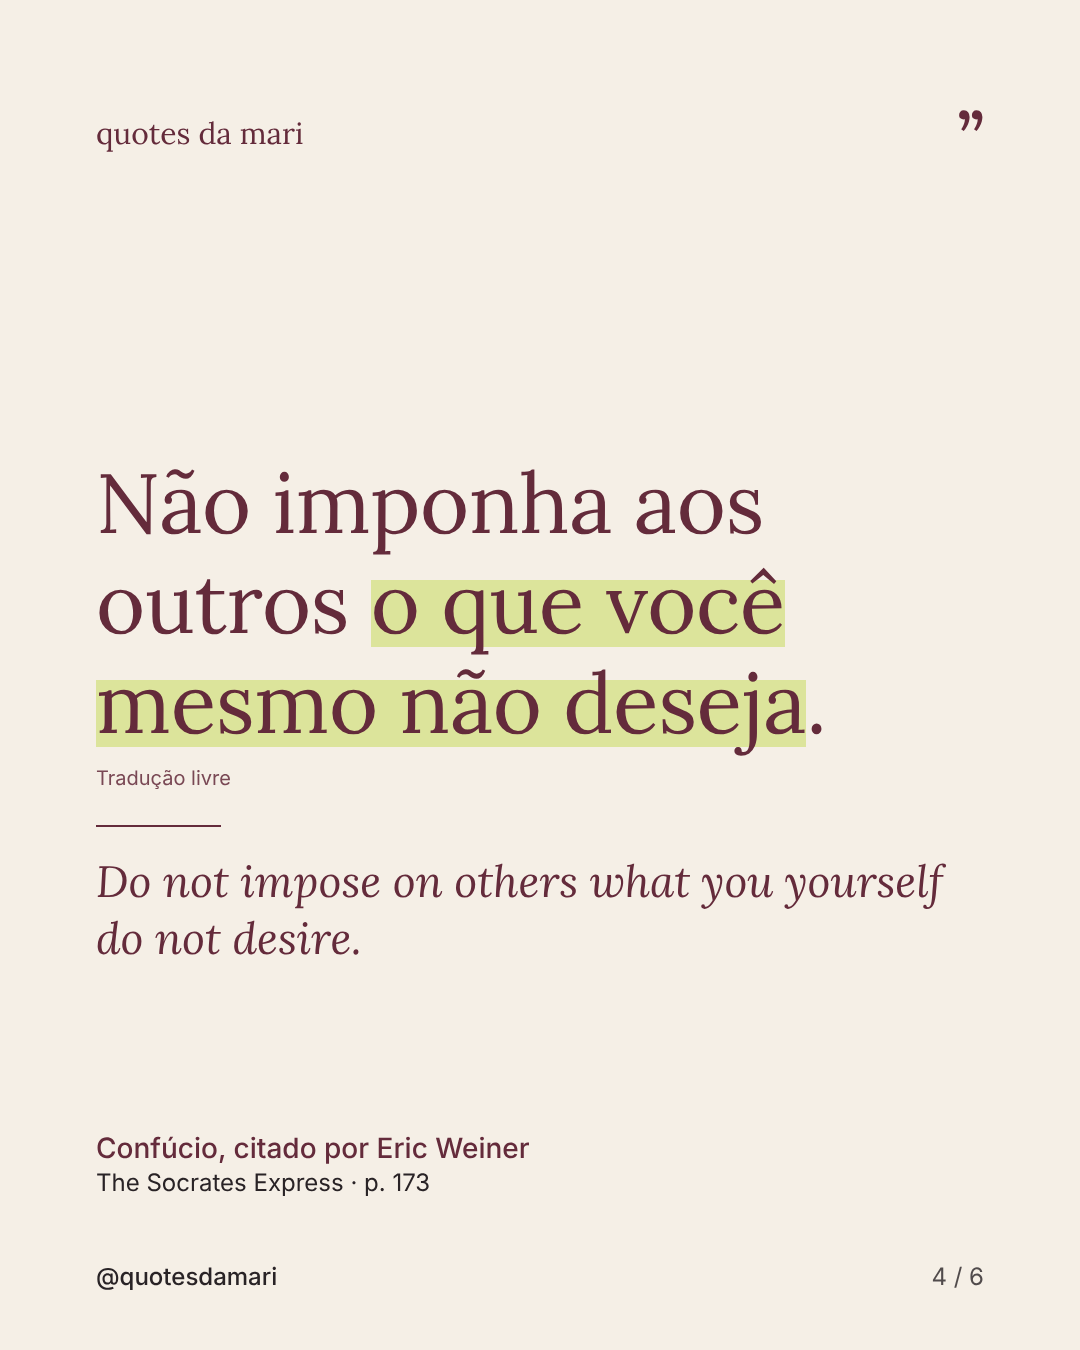 quotes da mari
”
Não imponha aos
outros o que você
mesmo não deseja.
Tradução livre
Do not impose on others what you yourself
do not desire.
Confúcio, citado por Eric Weiner
The Socrates Express · p. 173
@quotesdamari
4 / 6